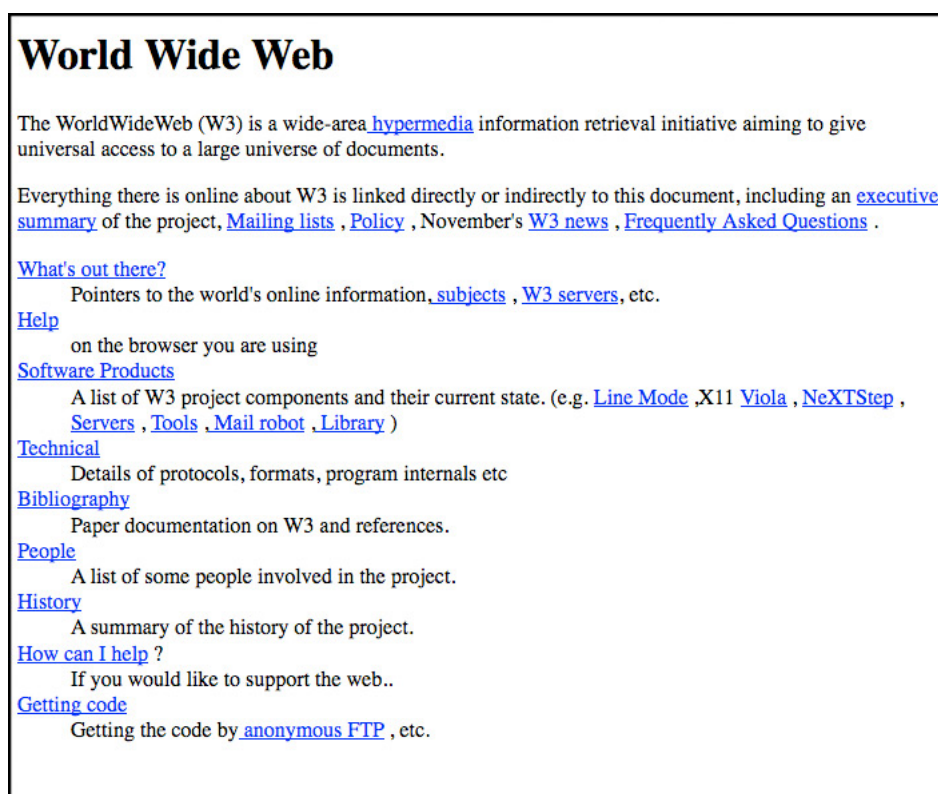 World Wide Web
The WorldWideWeb (W3) is a wide-area hypermedia information retrieval initiative aiming to give
universal access to a large universe of documents.
Everything there is online about W3 is linked directly or indirectly to this document, including an executive
summary of the project, Mailing lists , Policy , November's W3 news , Frequently Asked Questions .
What's out there?
Pointers to the world's online information, subjects , W3 servers, etc.
Help
on the browser you are using
Software Products
A list of W3 project components and their current state. (e.g. Line Mode ,X11 Viola , NeXTStep ,
Servers , Tools , Mail robot , Library )
Technical
Details of protocols, formats, program internals etc
Bibliography
Paper documentation on W3 and references.
People
A list of some people involved in the project.
History
A summary of the history of the project.
How can I help ?
If you would like to support the web..
Getting code
Getting the code by anonymous FTP , etc.